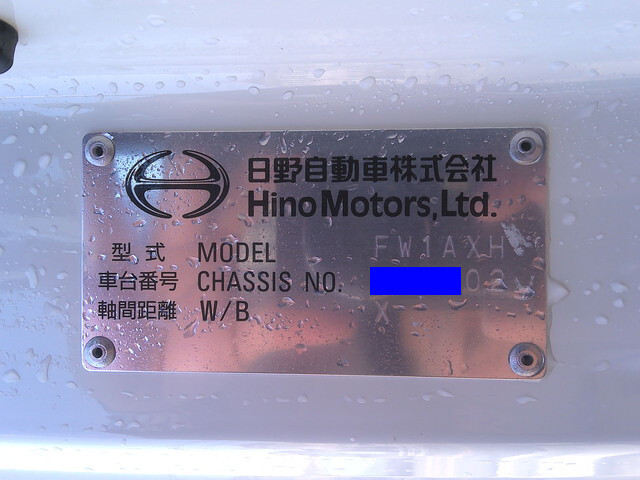 日野自動車株式会社
Hino Motors, Ltd.
型式 MODEL FW1AXH
車台番号 CHASSIS NO. 02
軸間距離 W/B X